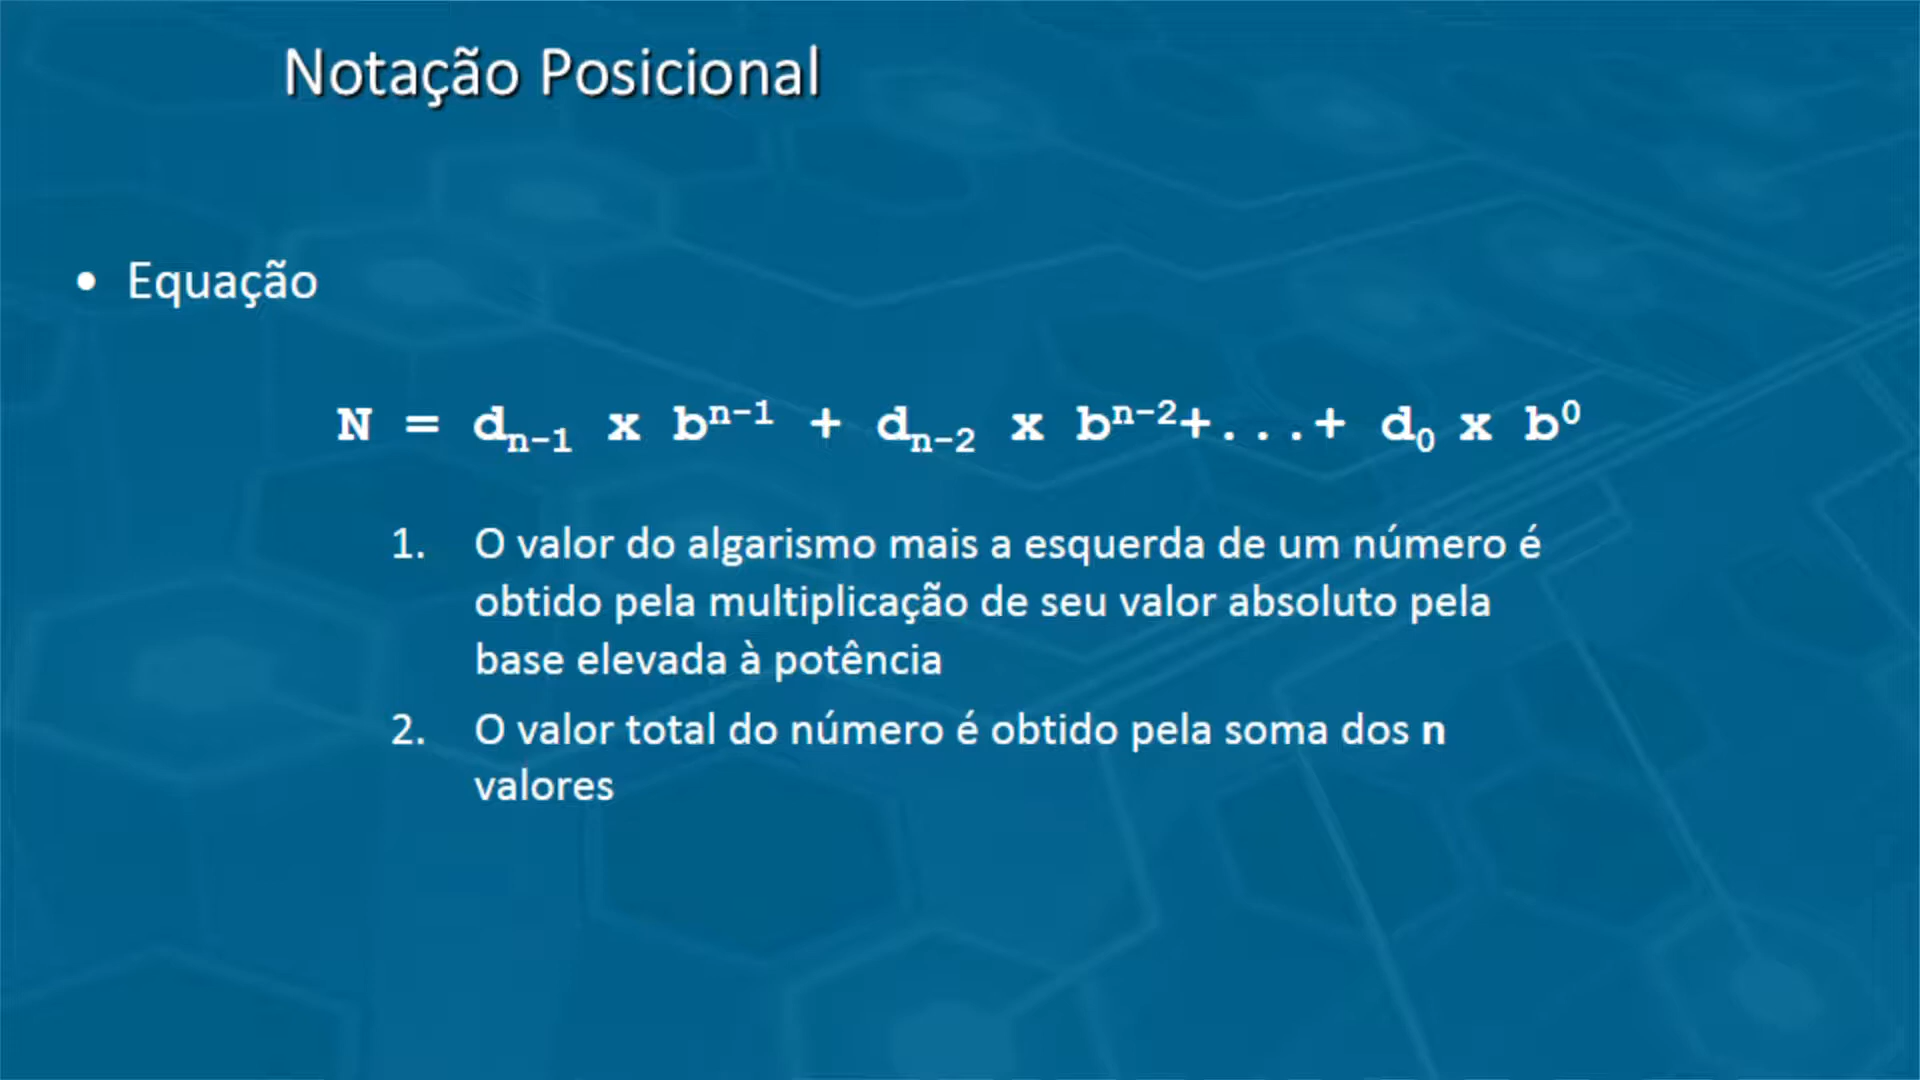 Notação Posicional
• Equação
N = dₙ₋₁ x bⁿ⁻¹ + dₙ₋₂ x bⁿ⁻²+...+ d₀ x b⁰
1. O valor do algarismo mais a esquerda de um número é
obtido pela multiplicação de seu valor absoluto pela
base elevada à potência
2. O valor total do número é obtido pela soma dos n
valores